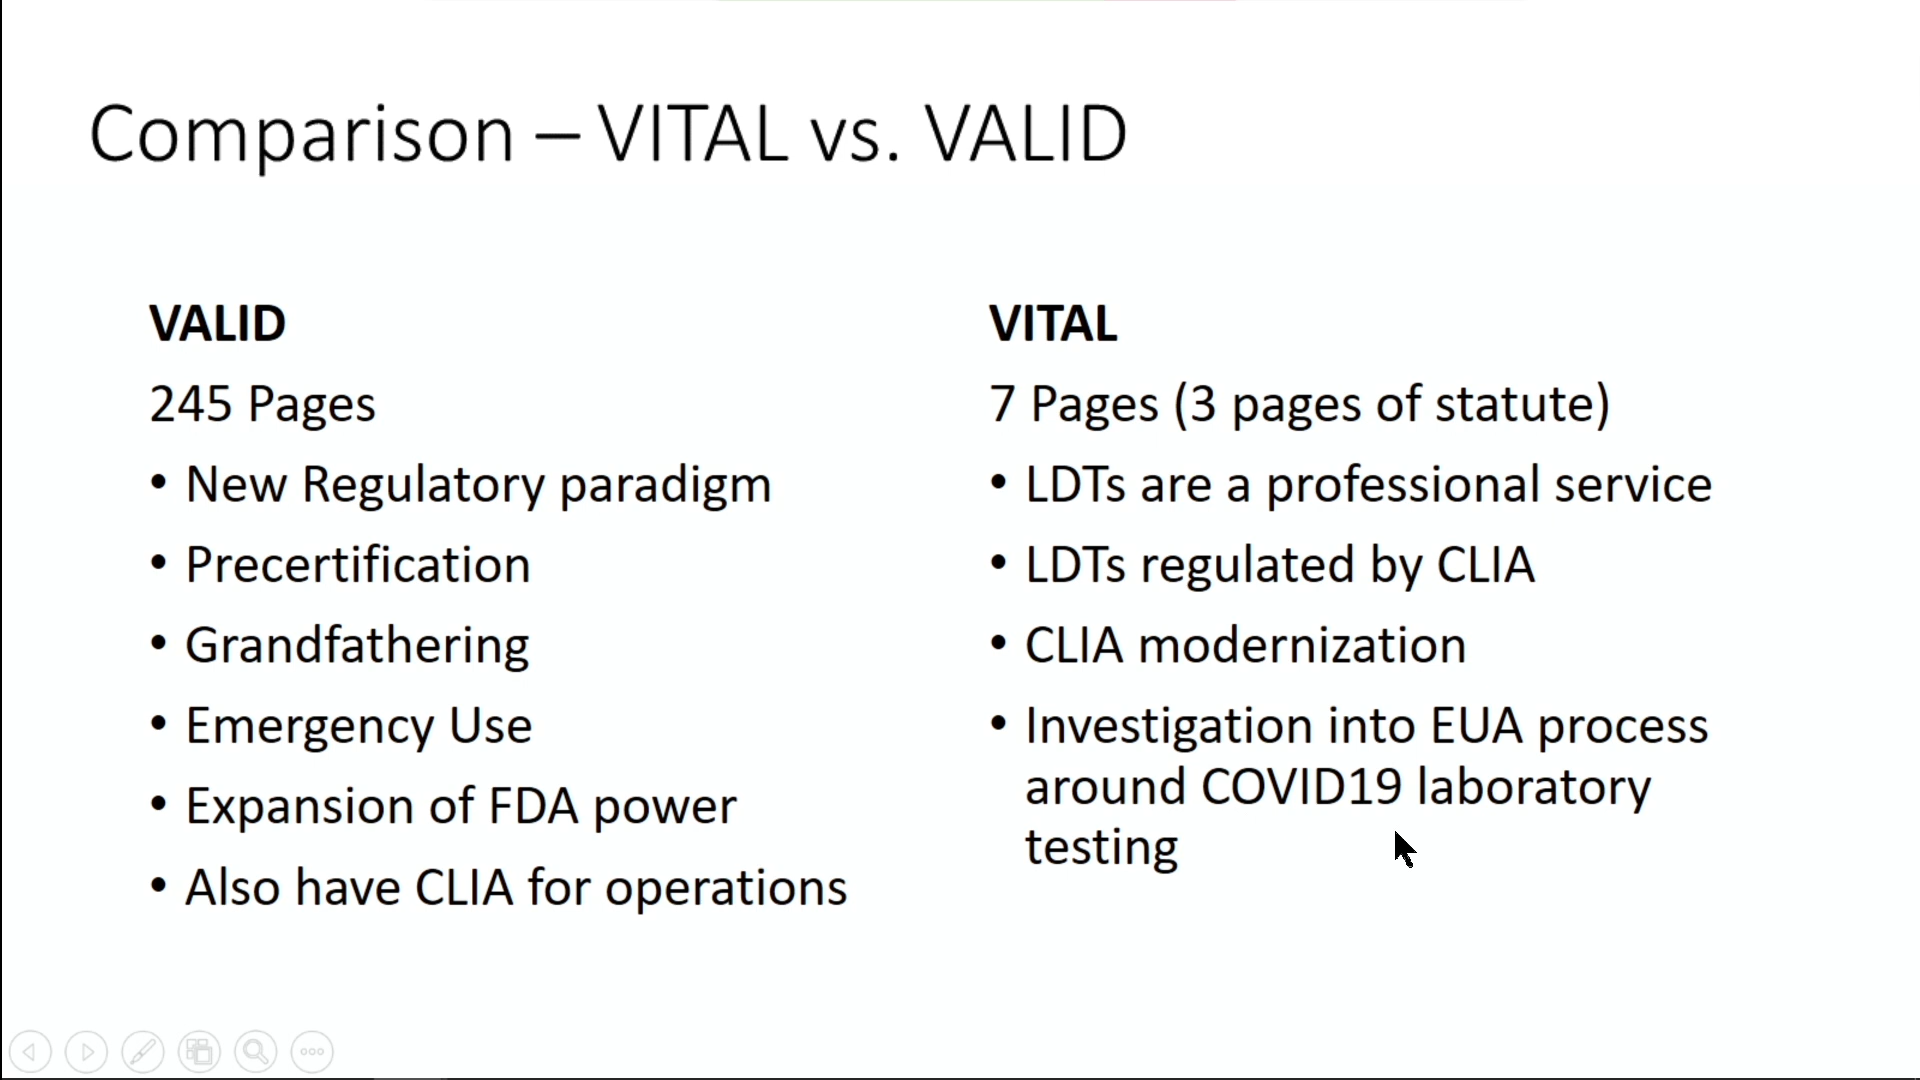 Comparison – VITAL vs. VALID
VALID
245 Pages
• New Regulatory paradigm
• Precertification
• Grandfathering
• Emergency Use
• Expansion of FDA power
• Also have CLIA for operations
VITAL
7 Pages (3 pages of statute)
• LDTs are a professional service
• LDTs regulated by CLIA
• CLIA modernization
• Investigation into EUA process
around COVID19 laboratory
testing